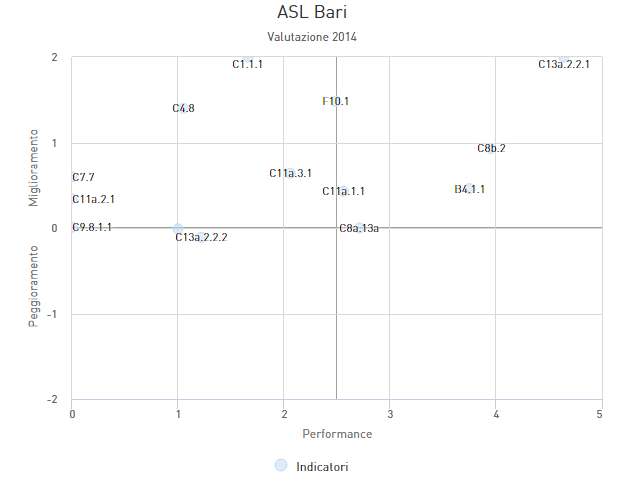 ASL Bari
Valutazione 2014
2
C1.1.1
C13a.2.2.1
F10.1
C4.8
1
C8b.2
C7.7
C11a.3.1
C11a.2.1
C11a.1.1
B4.1.1
Miglioramento
0
C9.8.1.1
C8a.13a
C13a.2.2.2
Peggioramento
-1
-2
0 1 2 3 4 5
Performance
Indicatori